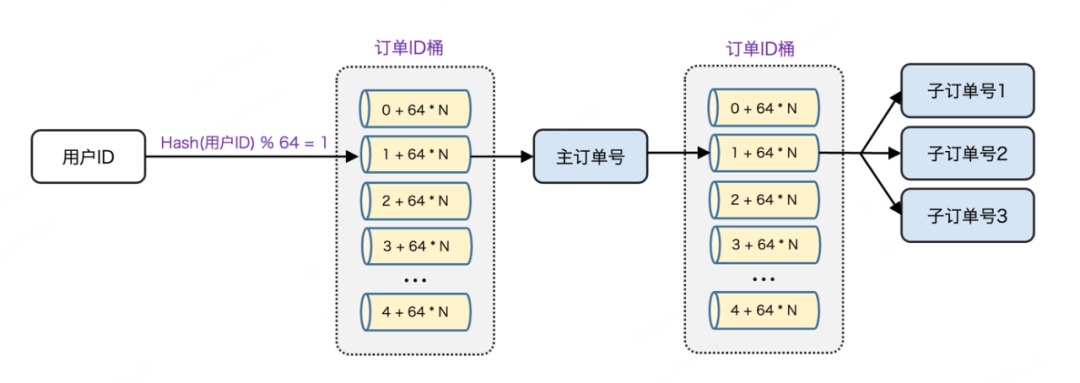 用户ID
Hash(用户ID) % 64 = 1
订单ID桶
0 + 64 * N
1 + 64 * N
2 + 64 * N
3 + 64 * N
...
4 + 64 * N
主订单号
订单ID桶
0 + 64 * N
1 + 64 * N
2 + 64 * N
3 + 64 * N
...
4 + 64 * N
子订单号1
子订单号2
子订单号3